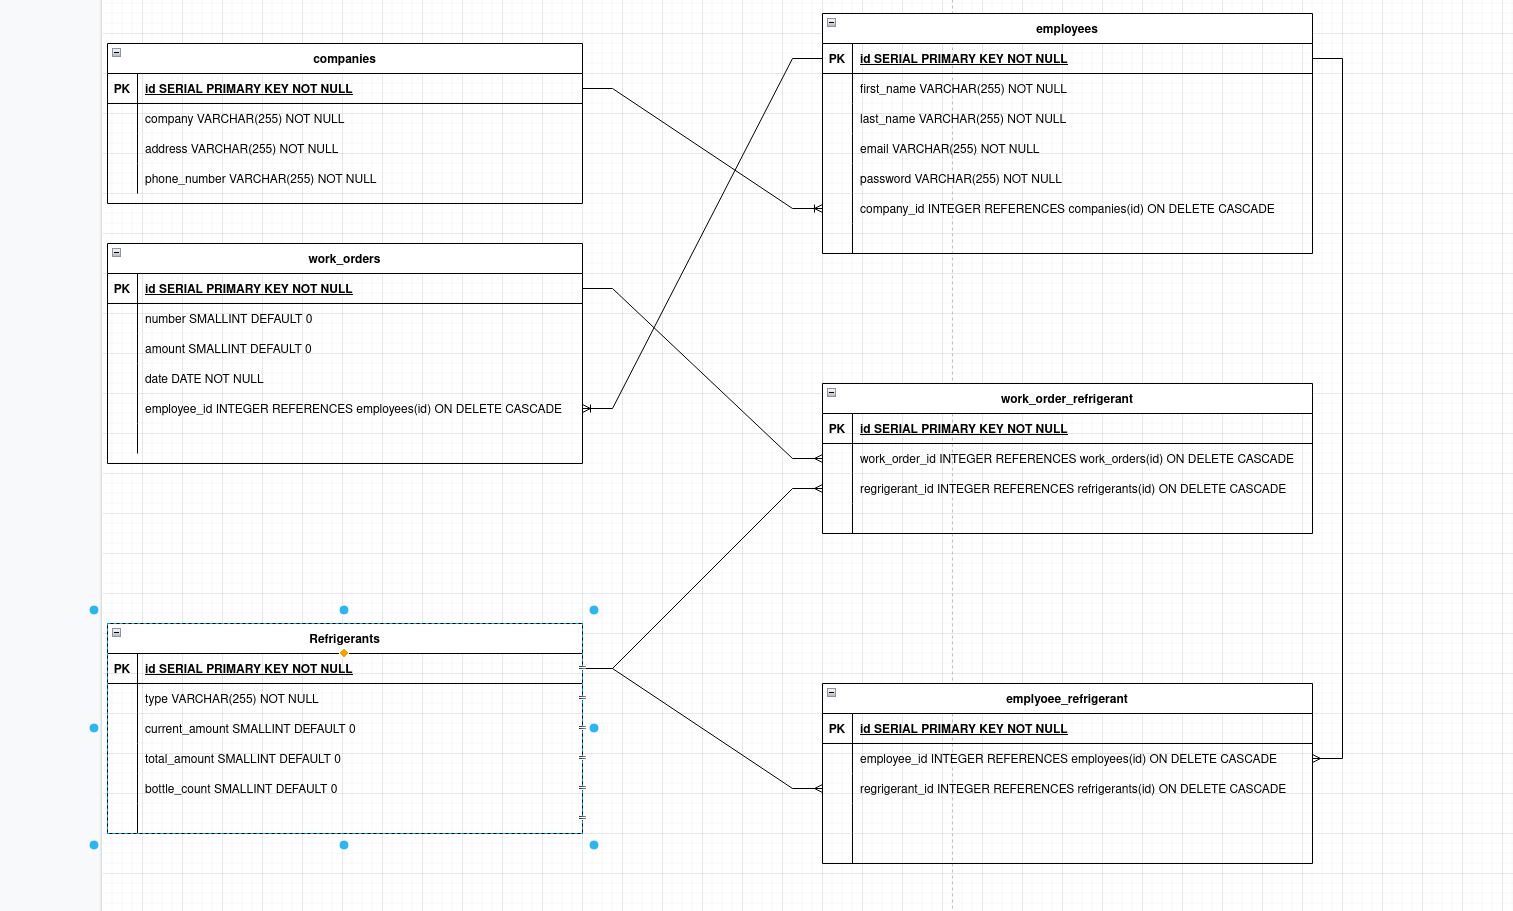 companies
PK id SERIAL PRIMARY KEY NOT NULL
company VARCHAR(255) NOT NULL
address VARCHAR(255) NOT NULL
phone_number VARCHAR(255) NOT NULL
employees
PK id SERIAL PRIMARY KEY NOT NULL
first_name VARCHAR(255) NOT NULL
last_name VARCHAR(255) NOT NULL
email VARCHAR(255) NOT NULL
password VARCHAR(255) NOT NULL
company_id INTEGER REFERENCES companies(id) ON DELETE CASCADE
work_orders
PK id SERIAL PRIMARY KEY NOT NULL
number SMALLINT DEFAULT 0
amount SMALLINT DEFAULT 0
date DATE NOT NULL
employee_id INTEGER REFERENCES employees(id) ON DELETE CASCADE
work_order_refrigerant
PK id SERIAL PRIMARY KEY NOT NULL
work_order_id INTEGER REFERENCES work_orders(id) ON DELETE CASCADE
regrigerant_id INTEGER REFERENCES refrigerants(id) ON DELETE CASCADE
Refrigerants
PK id SERIAL PRIMARY KEY NOT NULL
type VARCHAR(255) NOT NULL
current_amount SMALLINT DEFAULT 0
total_amount SMALLINT DEFAULT 0
bottle_count SMALLINT DEFAULT 0
emplyoee_refrigerant
PK id SERIAL PRIMARY KEY NOT NULL
employee_id INTEGER REFERENCES employees(id) ON DELETE CASCADE
regrigerant_id INTEGER REFERENCES refrigerants(id) ON DELETE CASCADE